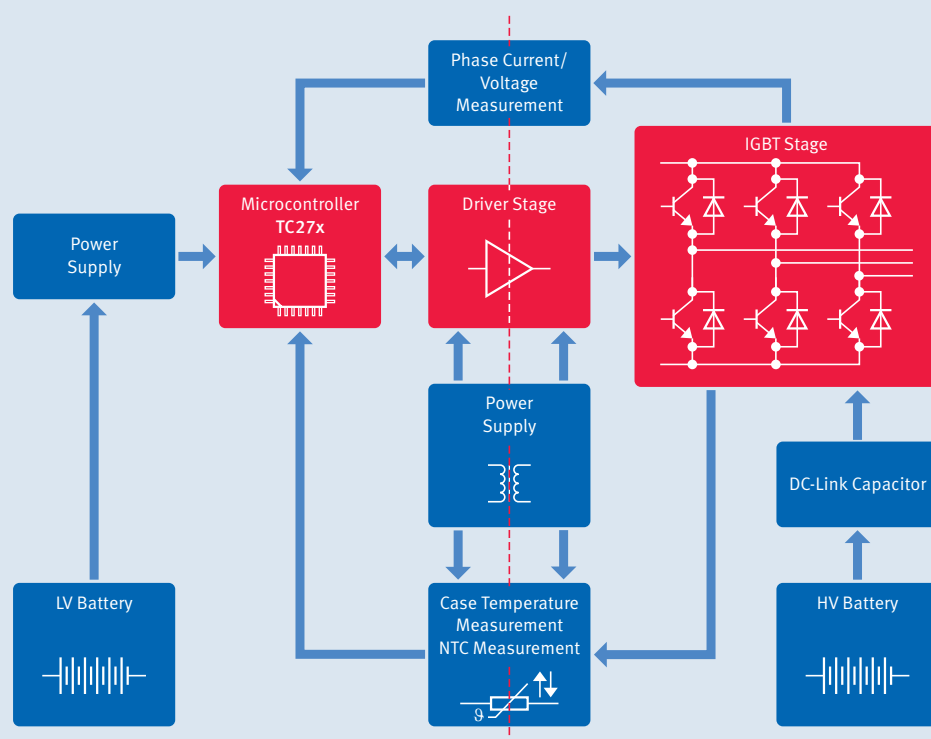 Phase Current/
Voltage
Measurement
IGBT Stage
Microcontroller
TC27x
Driver Stage
Power
Supply
Power
Supply
DC-Link Capacitor
LV Battery
Case Temperature
Measurement
NTC Measurement
ϑ
HV Battery